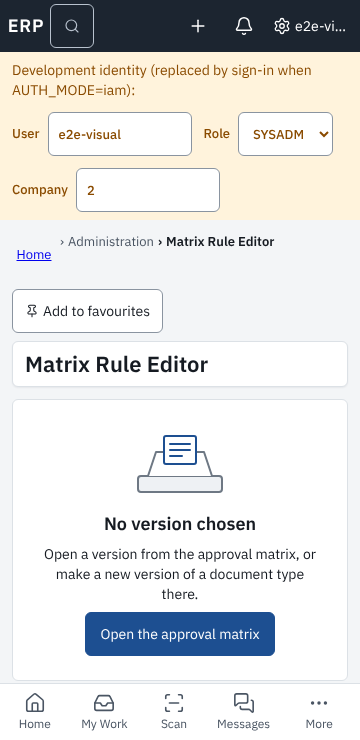 ERP
e2e-vi...
Development identity (replaced by sign-in when
AUTH_MODE=iam):
User e2e-visual Role SYSADM
Company 2
Home › Administration › Matrix Rule Editor
Add to favourites
Matrix Rule Editor
No version chosen
Open a version from the approval matrix, or
make a new version of a document type
there.
Open the approval matrix
Home My Work Scan Messages More